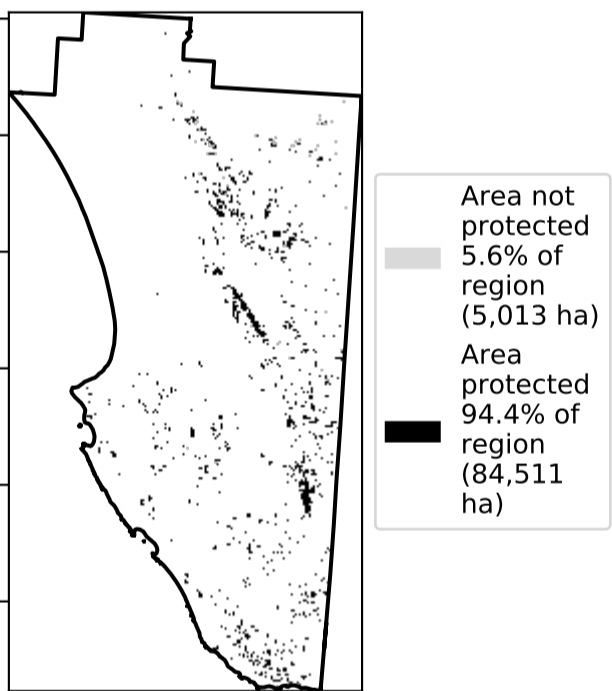 Area not
protected
5.6% of
region
(5,013 ha)
Area
protected
94.4% of
region
(84,511
ha)